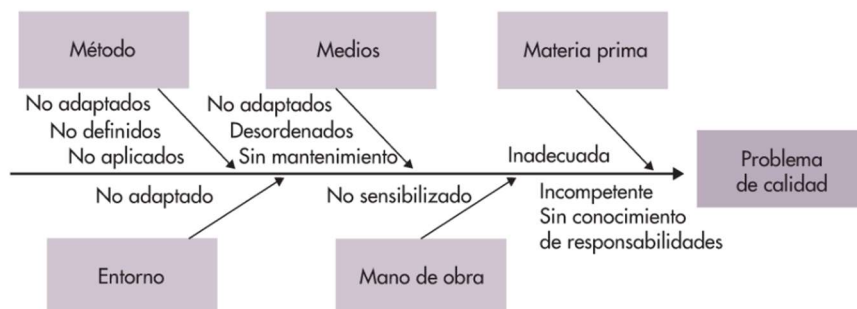 Método
Medios
Materia prima
No adaptados
No definidos
No aplicados
No adaptados
Desordenados
Sin mantenimiento
Inadecuada
Problema
de calidad
No adaptado
No sensibilizado
Incompetente
Sin conocimiento
de responsabilidades
Entorno
Mano de obra